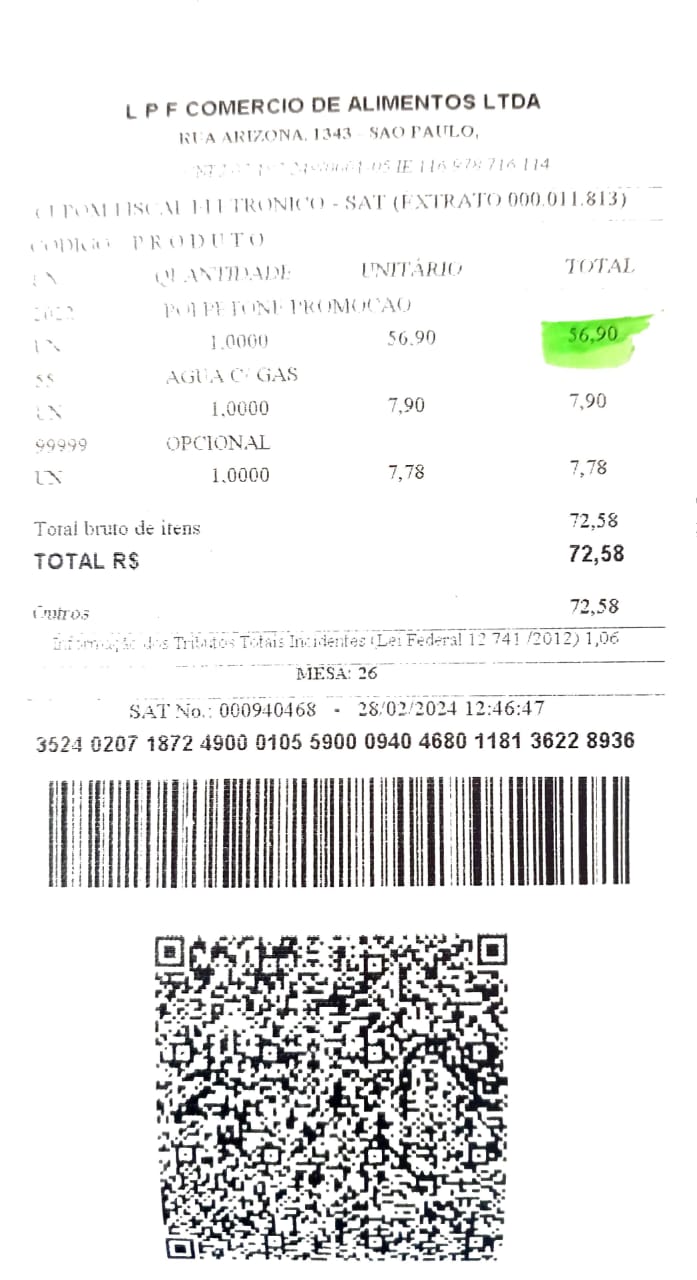 L P F COMERCIO DE ALIMENTOS LTDA
RUA ARIZONA, 1343 - SAO PAULO,
IE 116.978.716.114
CUPOM FISCAL ELETRONICO - SAT (EXTRATO 000.011.813)
CODIGO PRODUTO
UN QUANTIDADE UNITÁRIO TOTAL
POLPETONE PROMOCAO
UN 1.0000 56.90 56,90
55 AGUA C/ GAS
UN 1.0000 7,90 7,90
99999 OPCIONAL
UN 1.0000 7,78 7,78
Total bruto de itens 72,58
TOTAL R$ 72,58
Outros 72,58
Informação dos Tributos Totais Incidentes (Lei Federal 12 741 /2012) 1,06
MESA: 26
SAT No.: 000940468 - 28/02/2024 12:46:47
3524 0207 1872 4900 0105 5900 0940 4680 1181 3622 8936